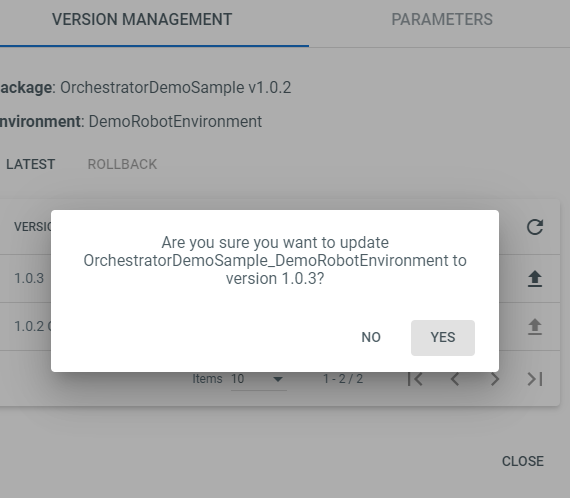 VERSION MANAGEMENT PARAMETERS
ackage: OrchestratorDemoSample v1.0.2
nvironment: DemoRobotEnvironment
LATEST ROLLBACK
VERSIO
Are you sure you want to update
OrchestratorDemoSample_DemoRobotEnvironment to
version 1.0.3?
1.0.3
1.0.2
NO YES
Items 10 1 - 2 / 2
CLOSE